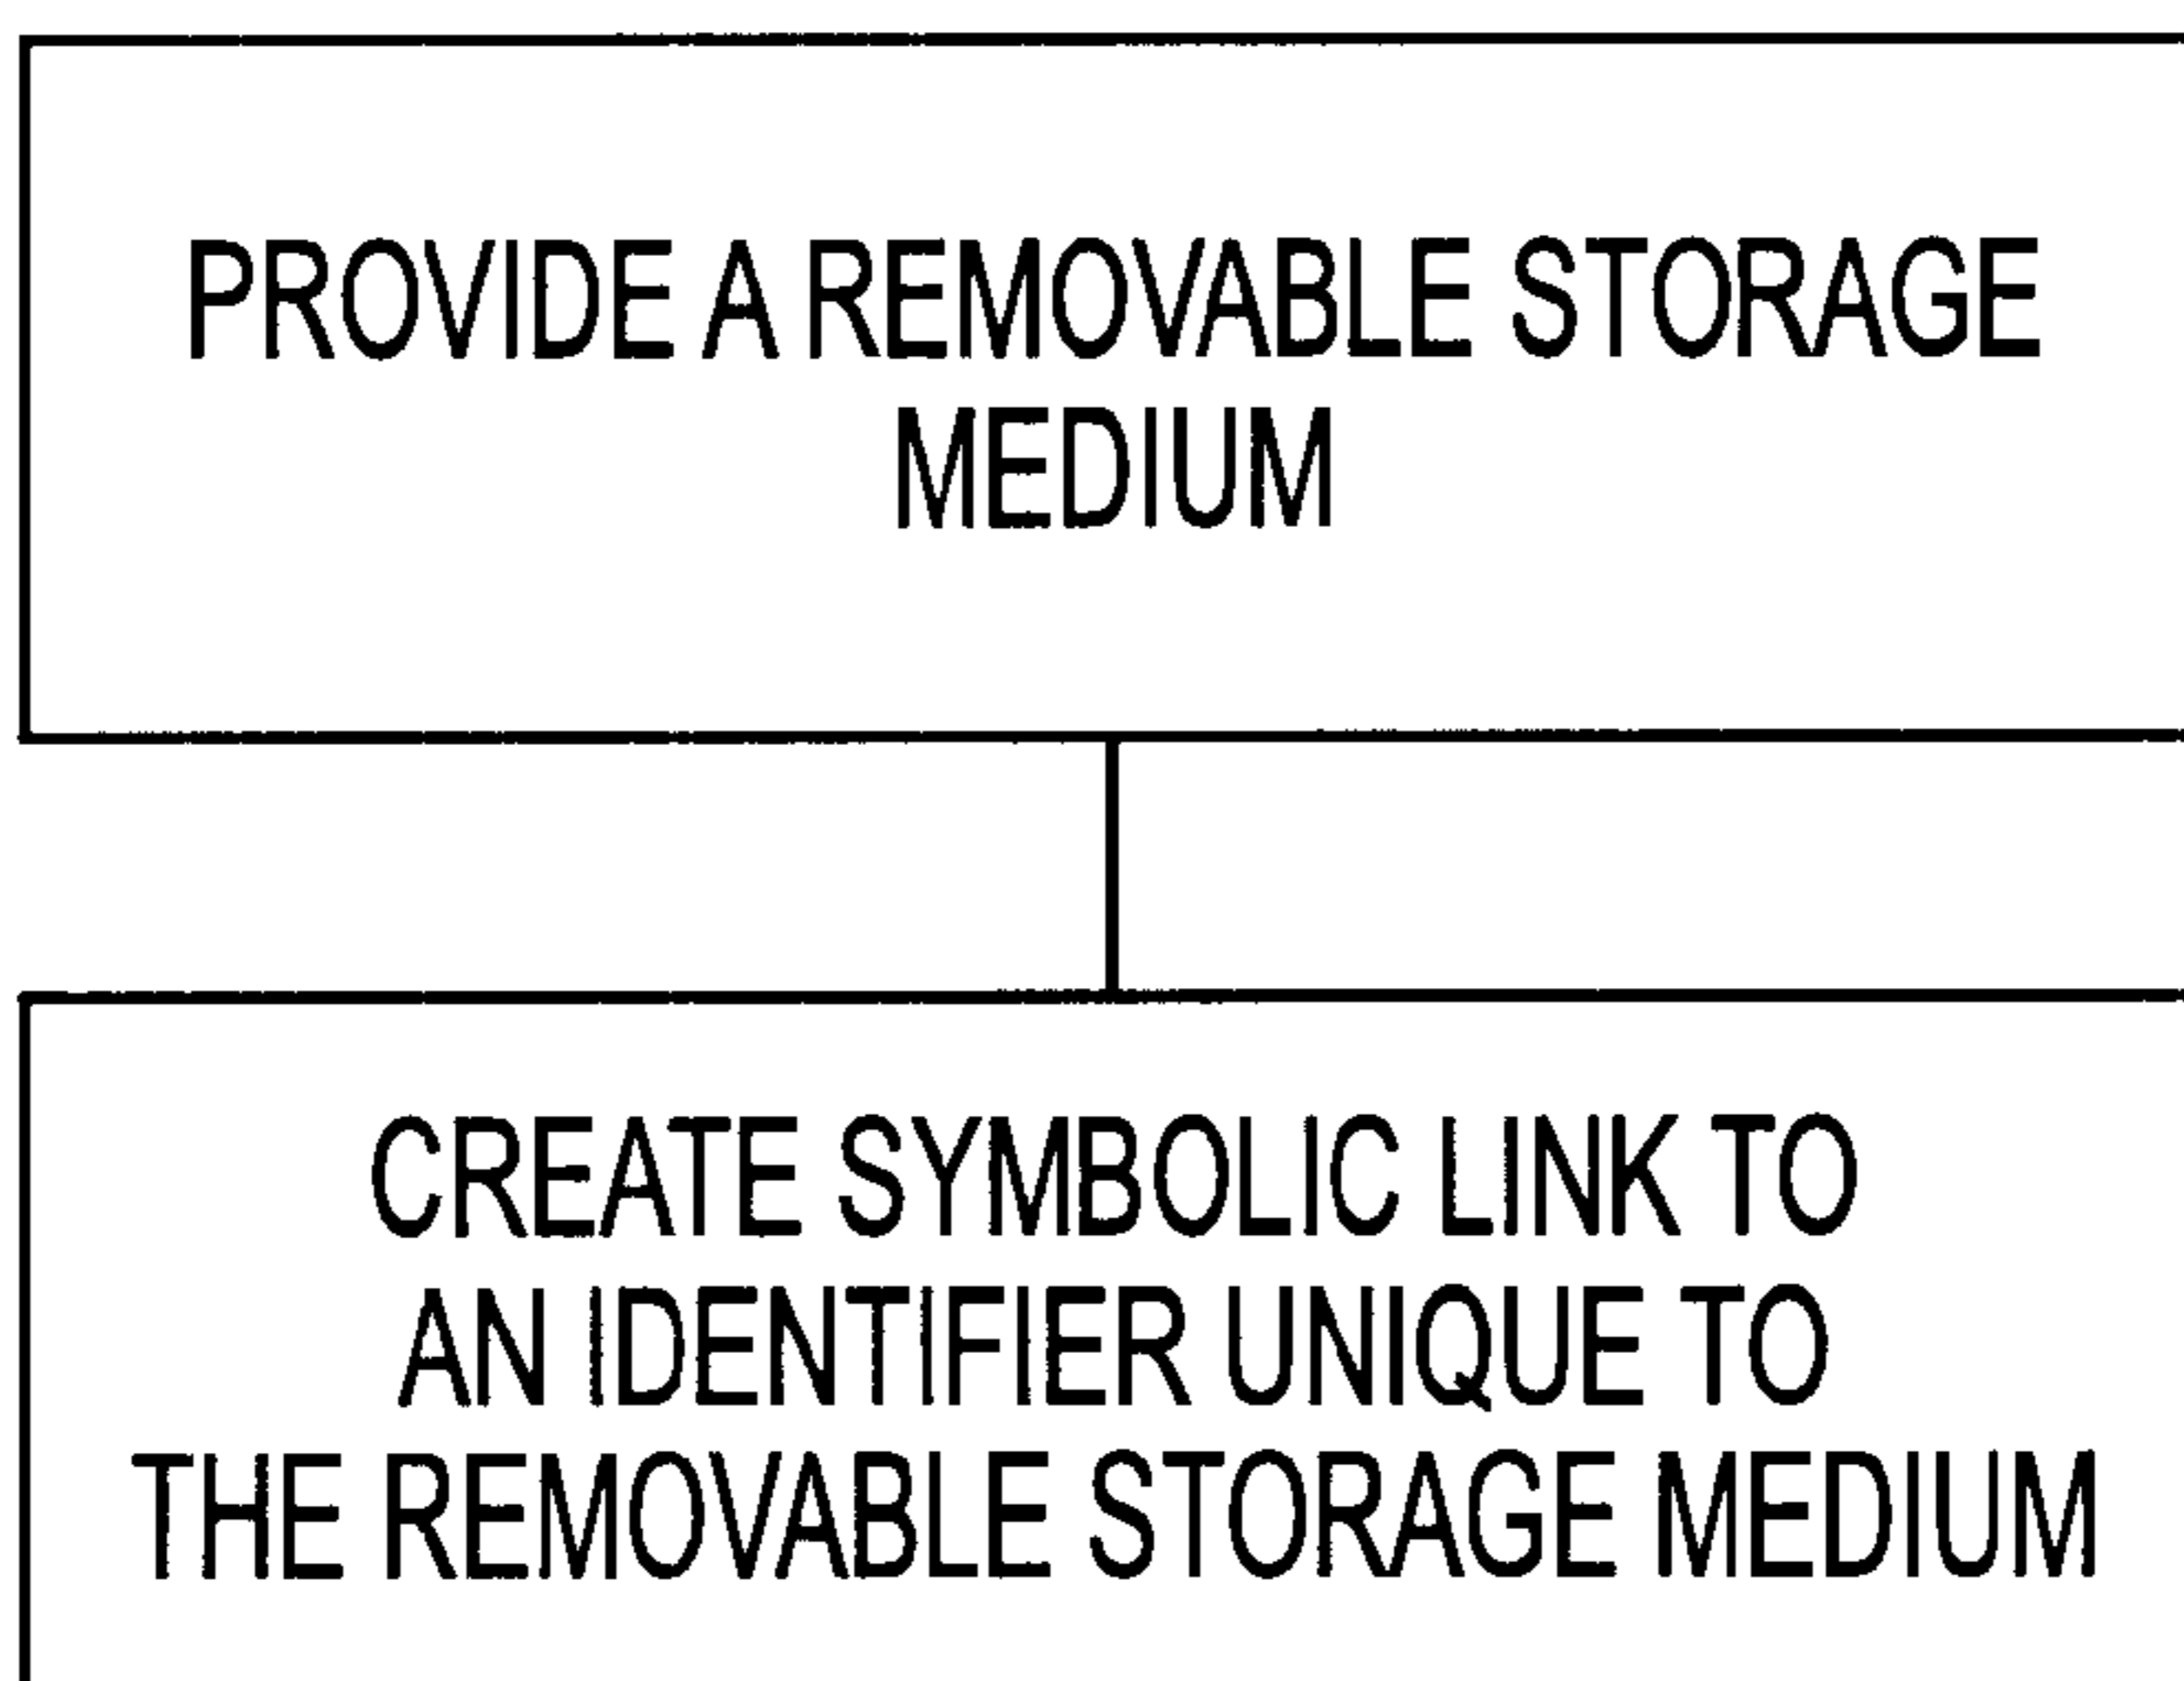 PROVIDE A REMOVABLE STORAGE
MEDIUM
CREATE SYMBOLIC LINK TO
AN IDENTIFIER UNIQUE TO
THE REMOVABLE STORAGE MEDIUM